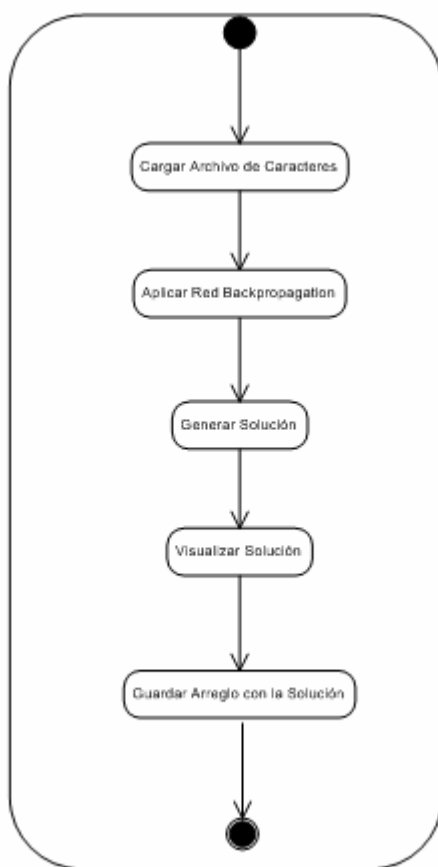 Cargar Archivo de Caracteres
Aplicar Red Backpropagation
Generar Solución
Visualizar Solución
Guardar Arreglo con la Solución